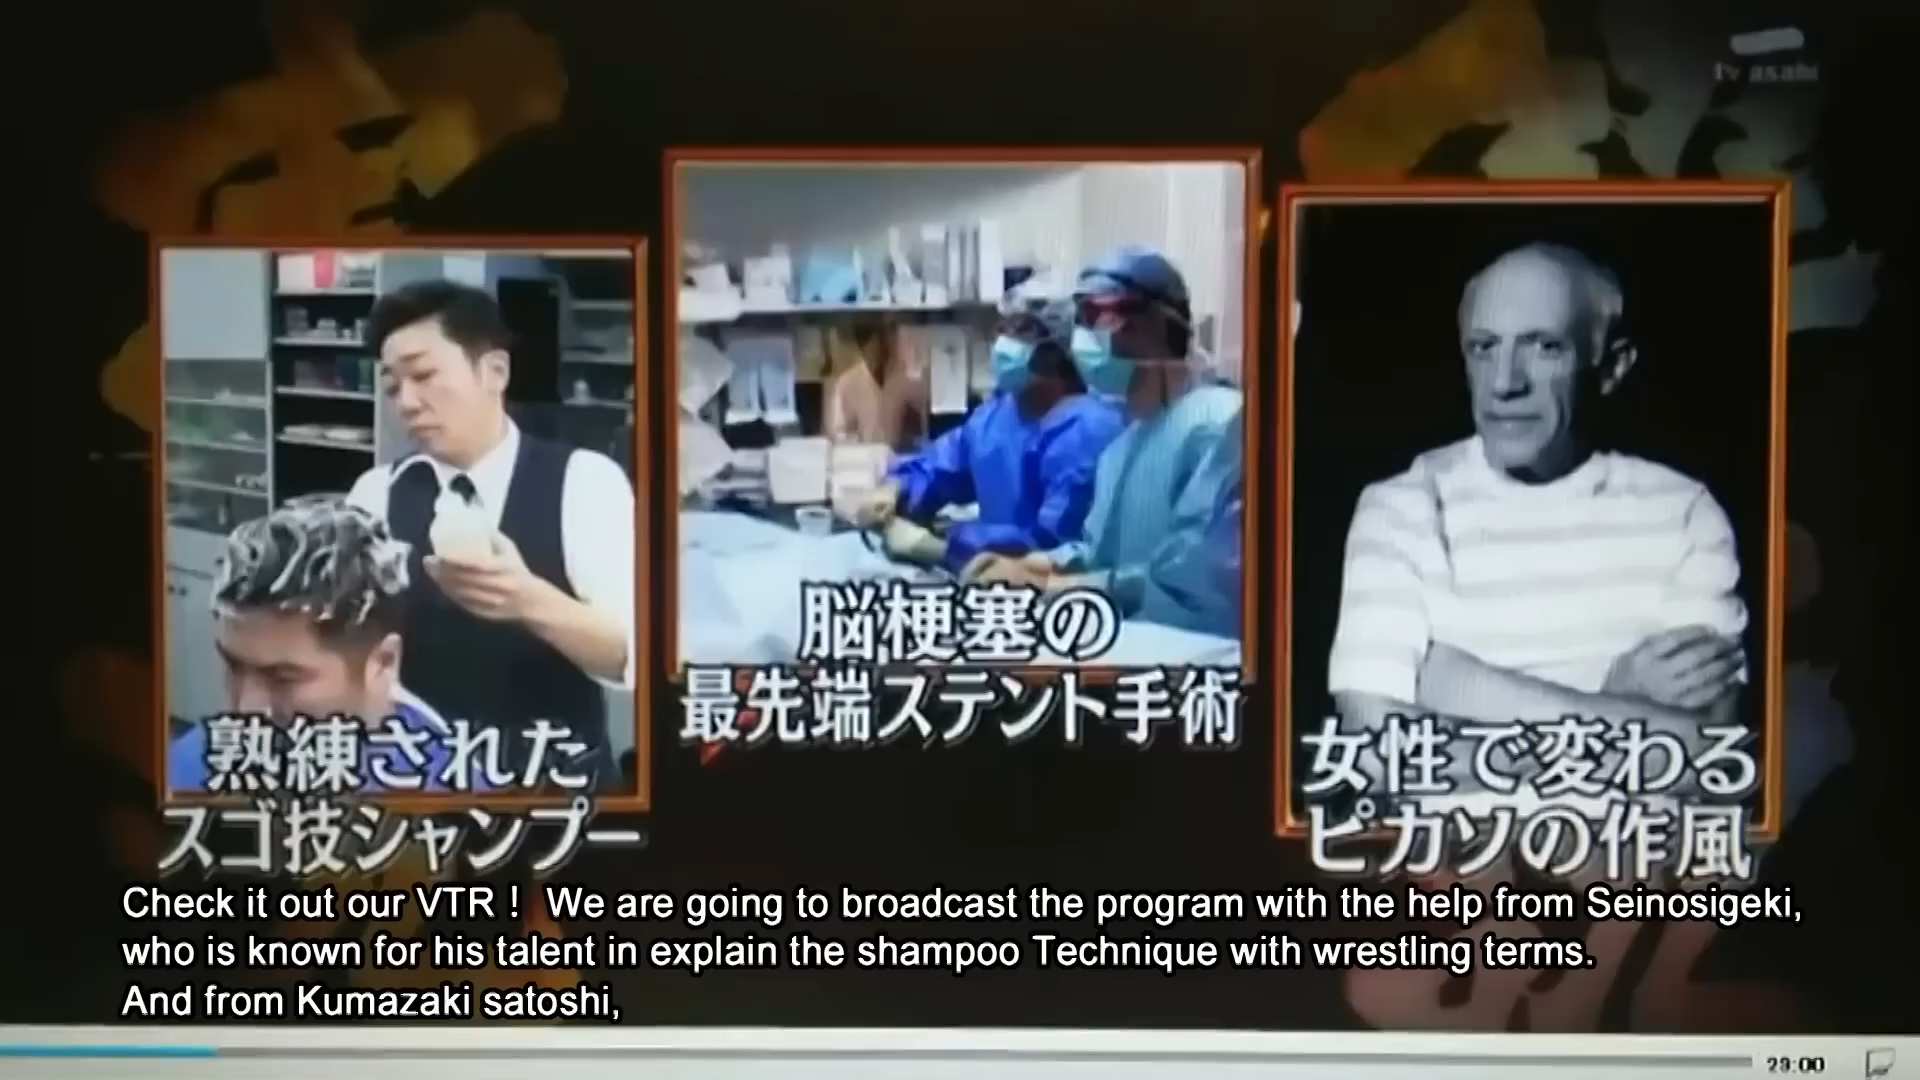 tv asahi
熟練された
スゴ技シャンプー
脳梗塞の
最先端ステント手術
女性で変わる
ピカソの作風
Check it out our VTR！ We are going to broadcast the program with the help from Seinosigeki,
who is known for his talent in explain the shampoo Technique with wrestling terms.
And from Kumazaki satoshi,
29:00